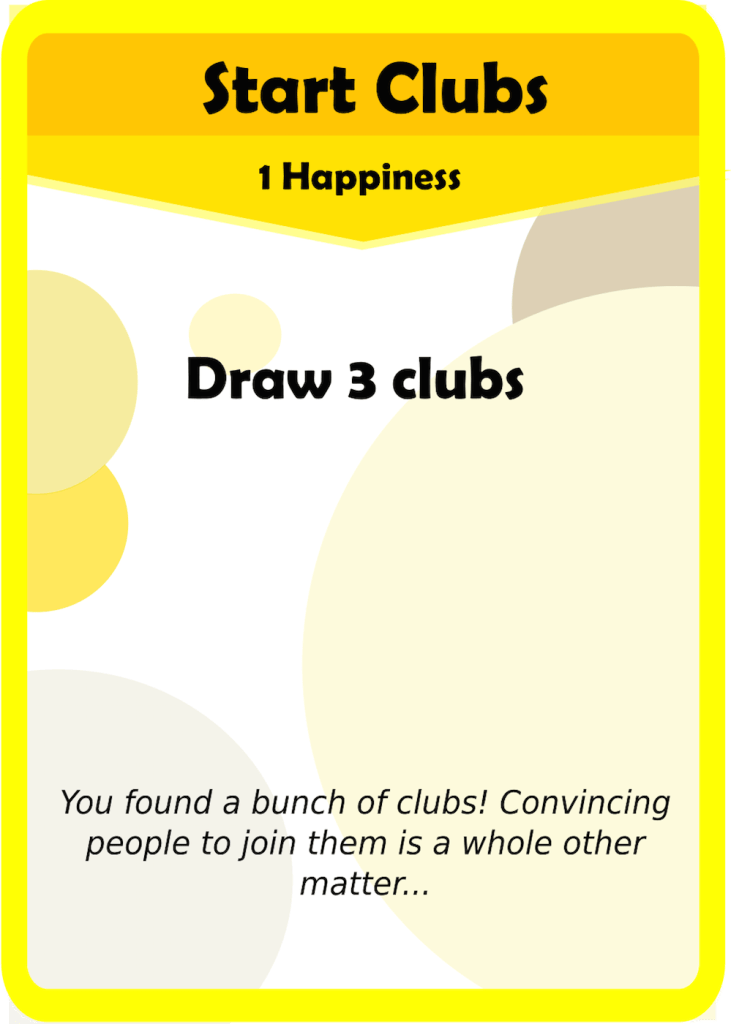 Start Clubs
1 Happiness
Draw 3 clubs
You found a bunch of clubs! Convincing
people to join them is a whole other
matter...